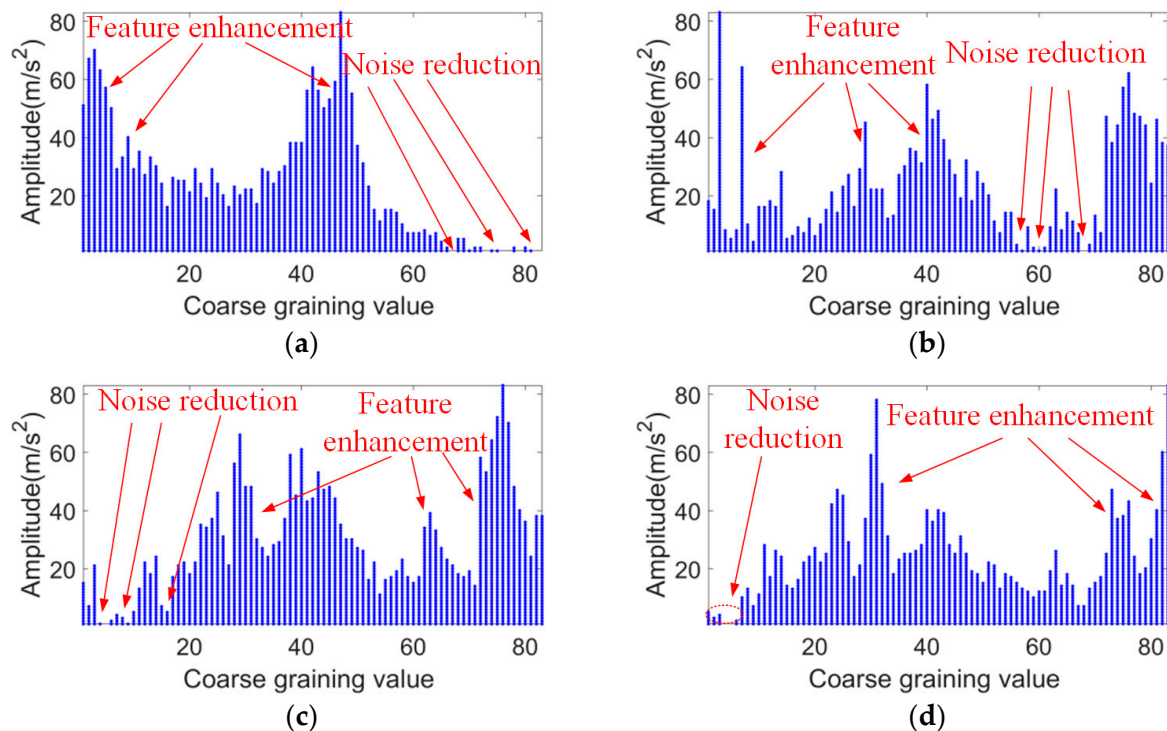 80
60
40
20
Amplitude(m/s²)
Feature enhancement
Noise reduction
20
40
60
80
Coarse graining value
(a)
80
60
40
20
Amplitude(m/s²)
Feature
enhancement
Noise reduction
20
40
60
80
Coarse graining value
(b)
80
60
40
20
Amplitude(m/s²)
Noise reduction
Feature
enhancement
20
40
60
80
Coarse graining value
(c)
80
60
40
20
Amplitude(m/s²)
Noise
reduction
Feature enhancement
20
40
60
80
Coarse graining value
(d)